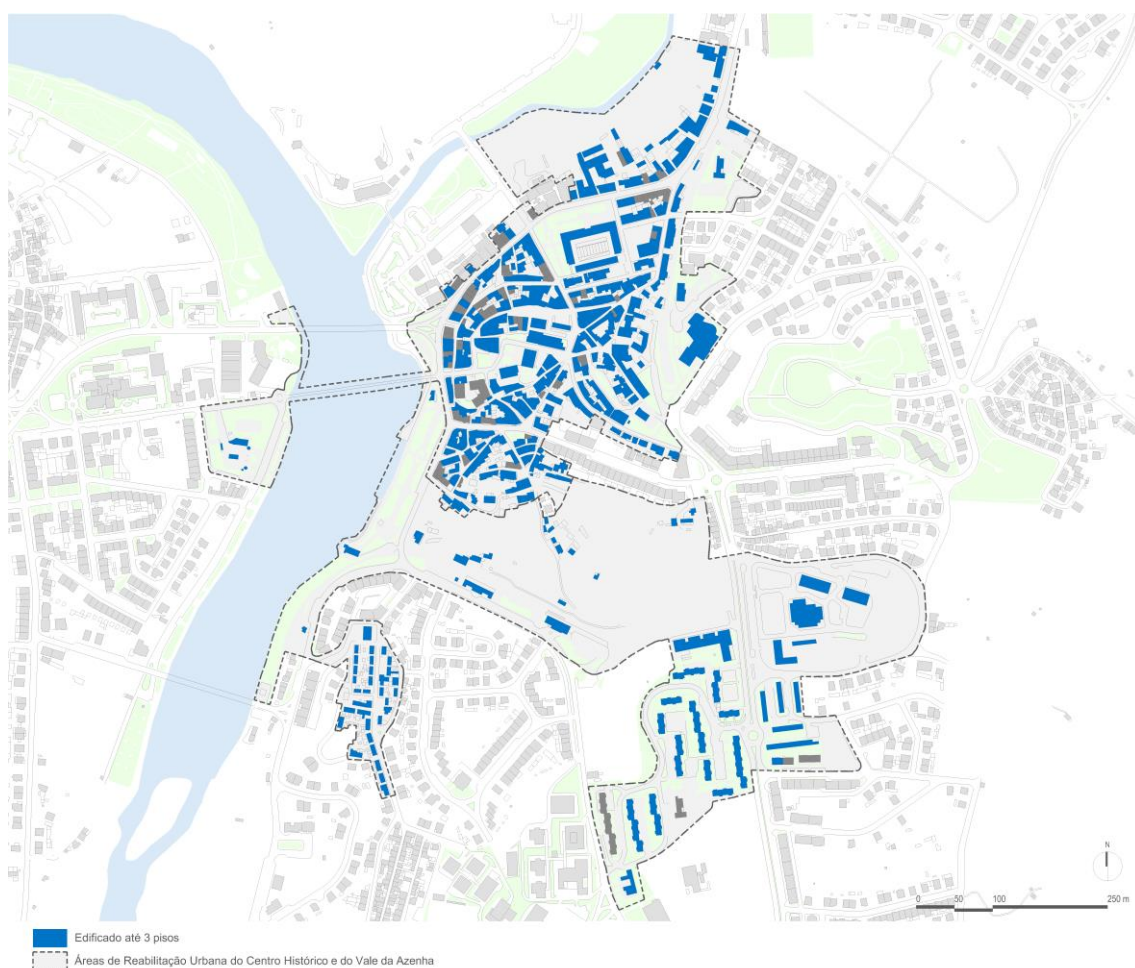 N
0 50 100 250 m
Edificado até 3 pisos
Áreas de Reabilitação Urbana do Centro Histórico e do Vale da Azenha